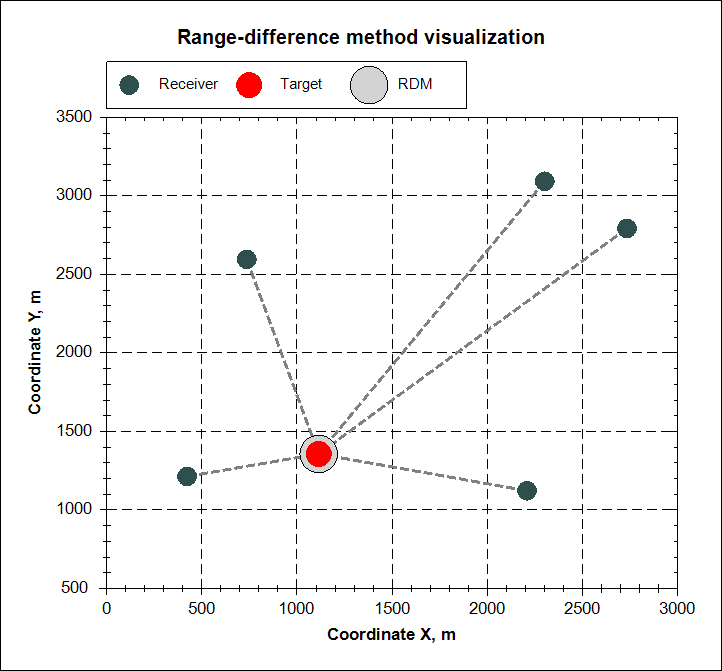 Range-difference method visualization
Receiver Target RDM
3500
3000
2500
2000
1500
1000
500
Coordinate Y, m
0 500 1000 1500 2000 2500 3000
Coordinate X, m